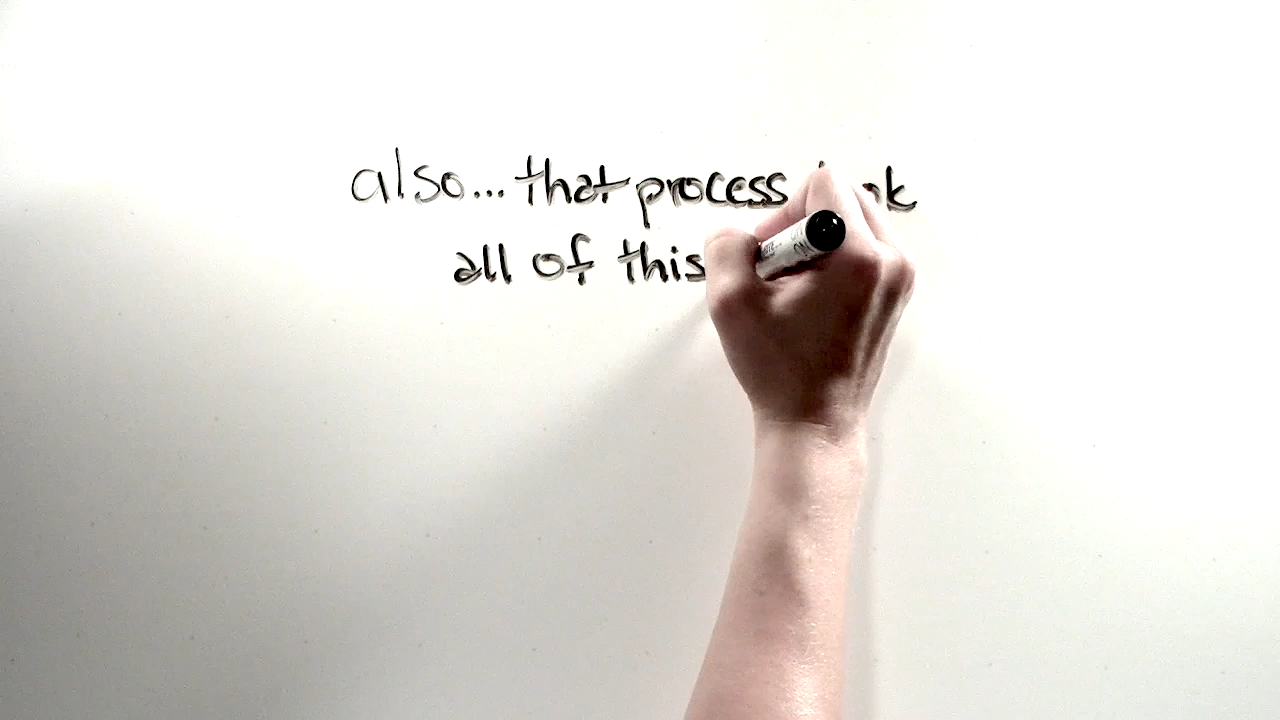 also... that process
all of this